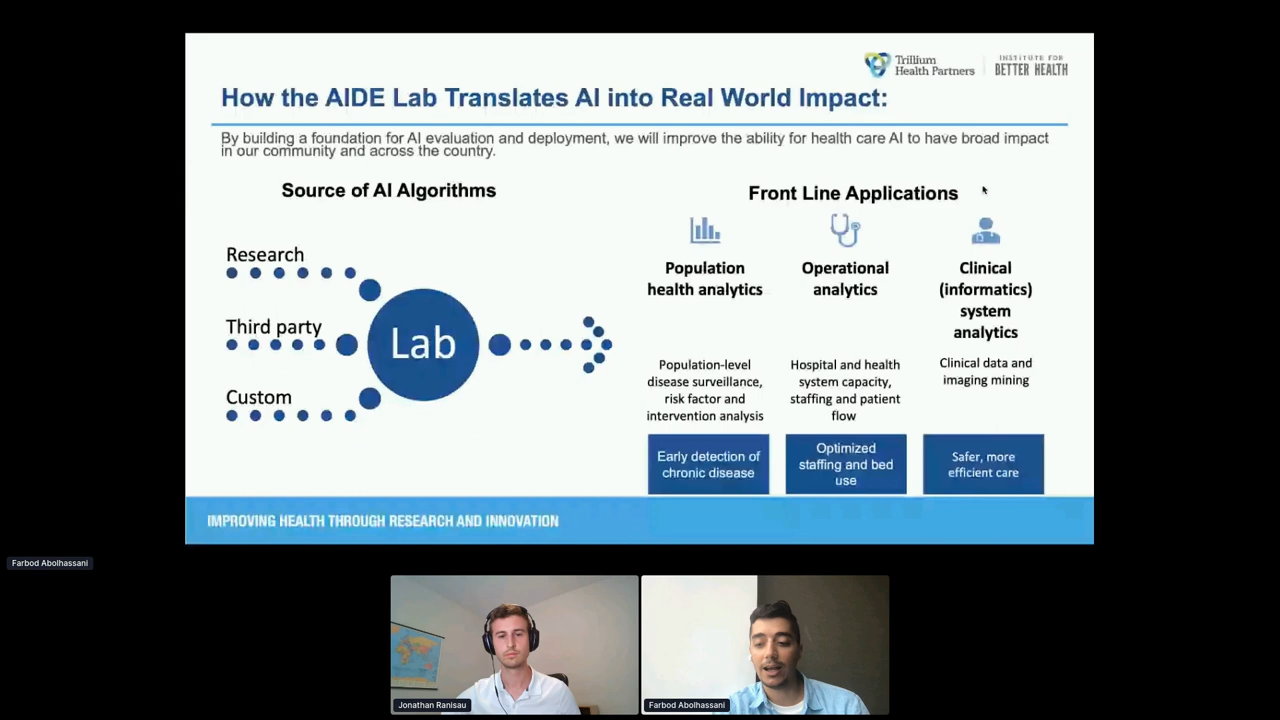 Trillium
Health Partners
INSTITUTE FOR
BETTER HEALTH
How the AIDE Lab Translates AI into Real World Impact:
By building a foundation for AI evaluation and deployment, we will improve the ability for health care AI to have broad impact
in our community and across the country.
Source of AI Algorithms
Research
Third party
Custom
Lab
Front Line Applications
Population
health analytics
Population-level
disease surveillance,
risk factor and
intervention analysis
Early detection of
chronic disease
Operational
analytics
Hospital and health
system capacity,
staffing and patient
flow
Optimized
staffing and bed
use
Clinical
(informatics)
system
analytics
Clinical data and
imaging mining
Safer, more
efficient care
IMPROVING HEALTH THROUGH RESEARCH AND INNOVATION
Farbod Abolhassani
Jonathan Ranisau
Farbod Abolhassani